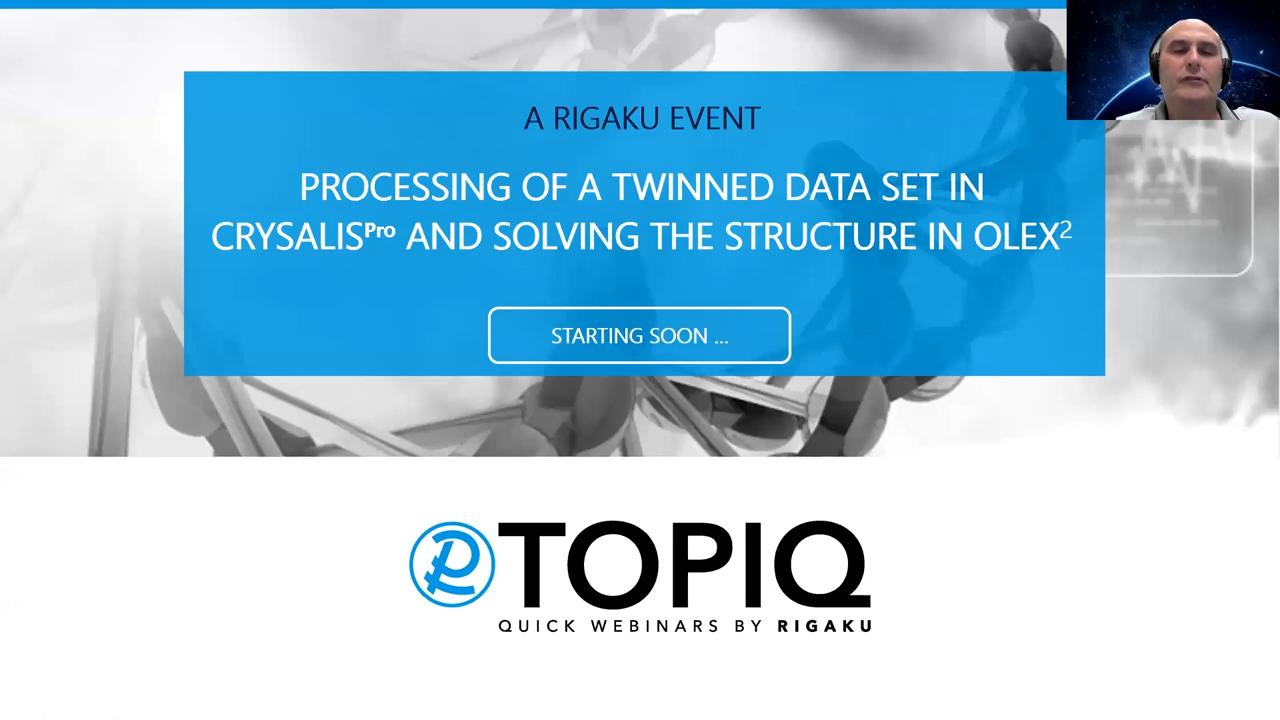 A RIGAKU EVENT
PROCESSING OF A TWINNED DATA SET IN
CRYSALISPro AND SOLVING THE STRUCTURE IN OLEX2
STARTING SOON ...
TOPIQ
QUICK WEBINARS BY RIGAKU